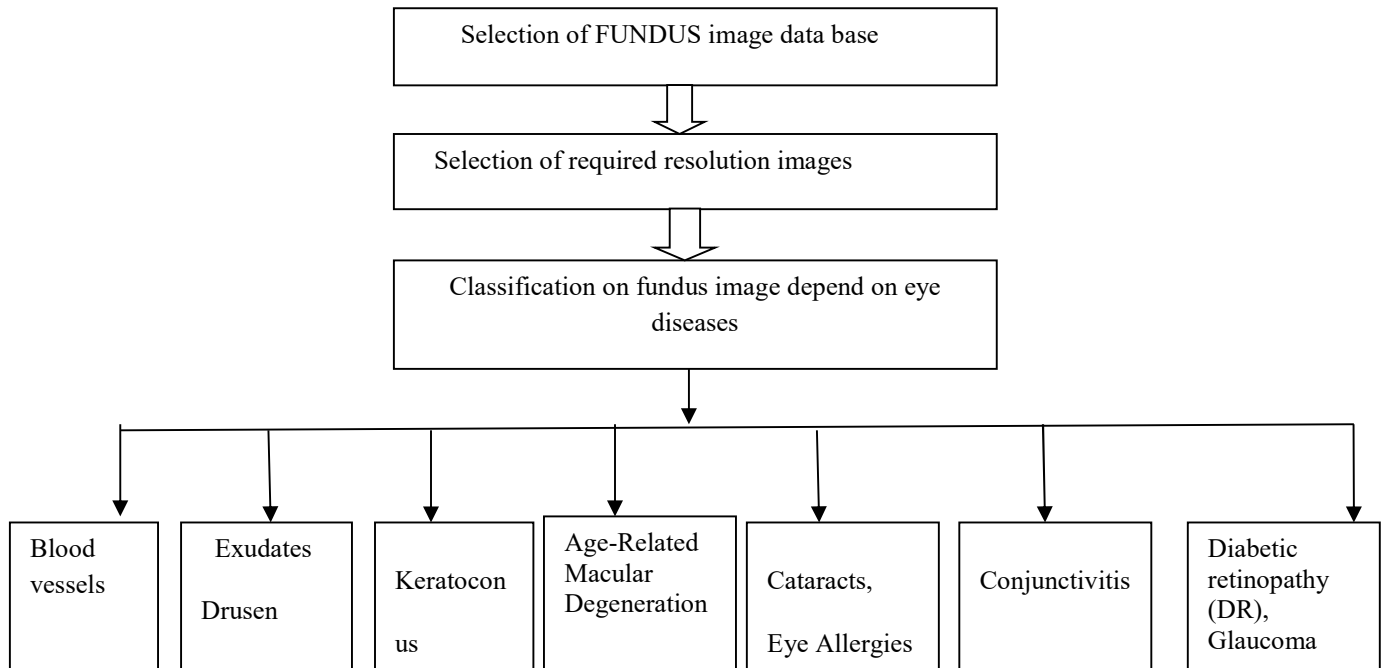 Selection of FUNDUS image data base
Selection of required resolution images
Classification on fundus image depend on eye
diseases
Blood
vessels
Exudates
Drusen
Keratocon
us
Age-Related
Macular
Degeneration
Cataracts,
Eye Allergies
Conjunctivitis
Diabetic
retinopathy
(DR),
Glaucoma